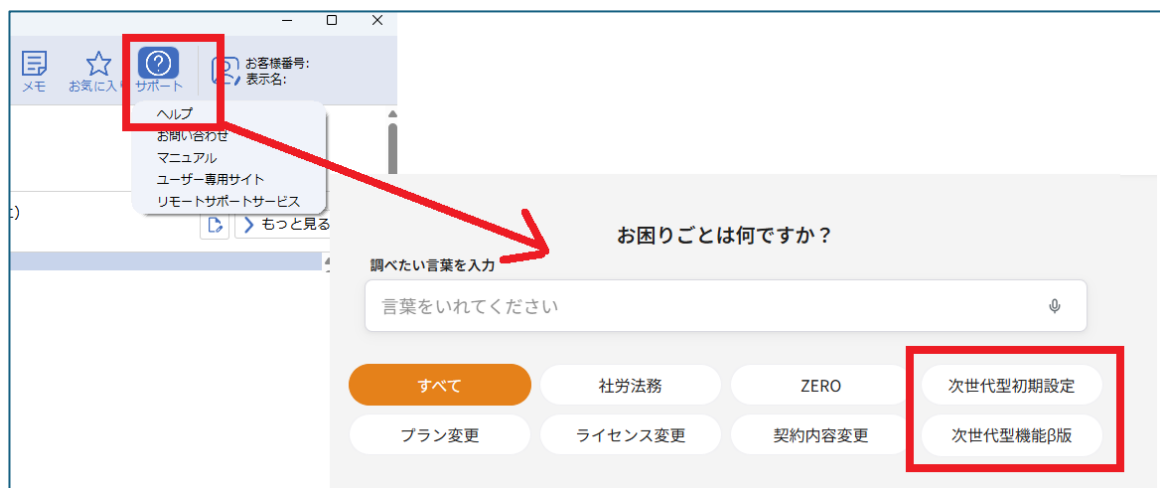 メモ
お気に入り
サポート
お客様番号:
表示名:
ヘルプ
お問い合わせ
マニュアル
ユーザー専用サイト
リモートサポートサービス
もっと見る
お困りごとは何ですか？
調べたい言葉を入力
言葉をいれてください
すべて
社労法務
ZERO
次世代型初期設定
プラン変更
ライセンス変更
契約内容変更
次世代型機能β版